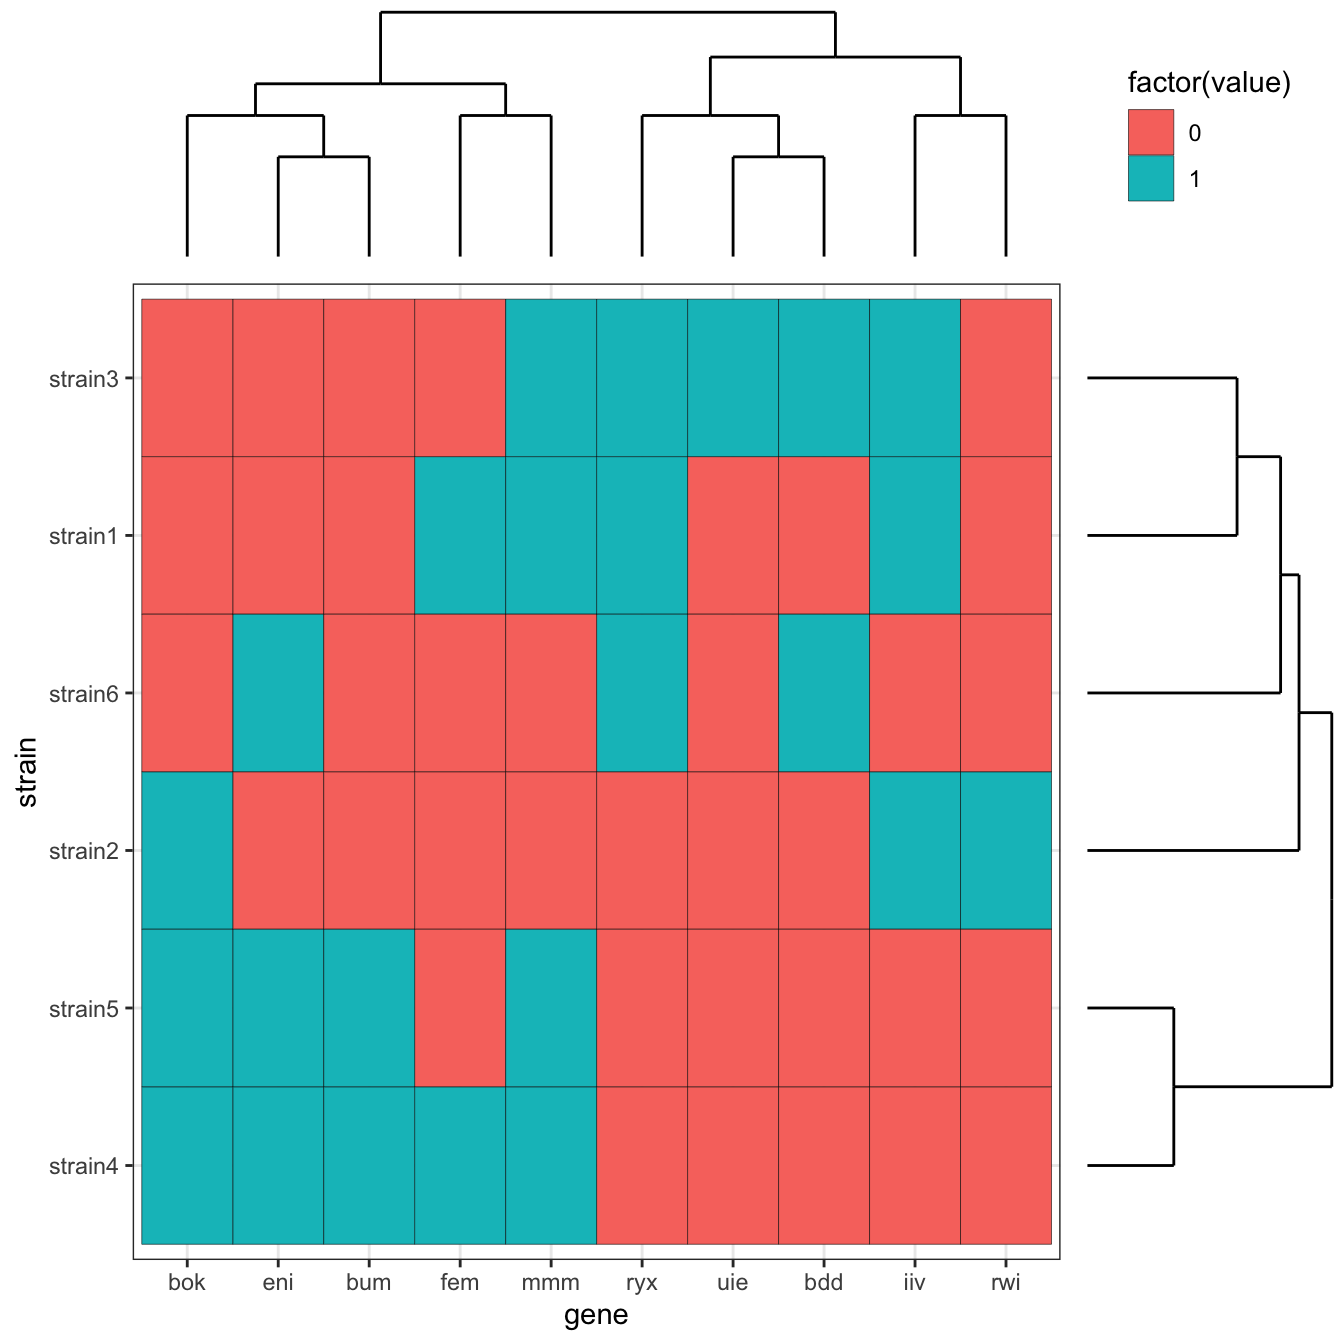 factor(value)
0
1
strain3
strain1
strain6
strain2
strain5
strain4
strain
bok eni bum fem mmm ryx uie bdd iiv rwi
gene